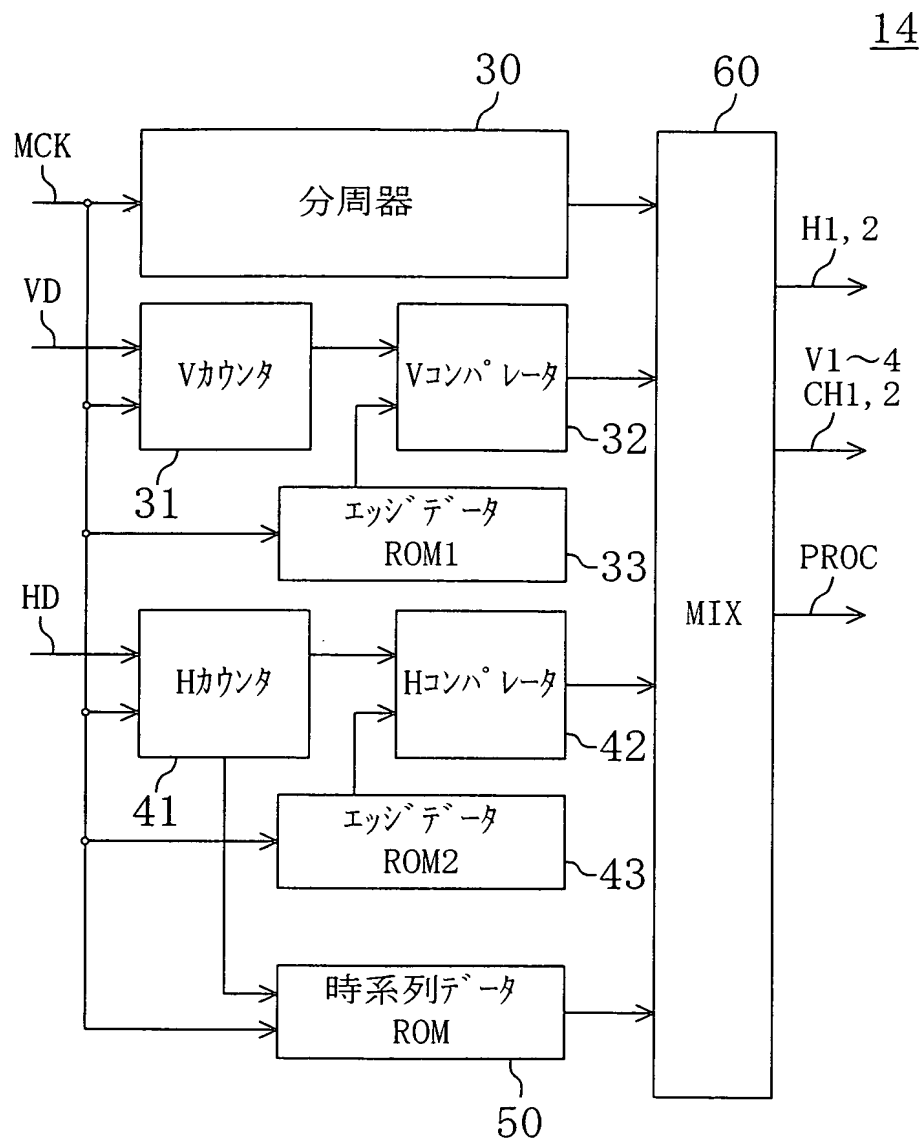 14
30
60
MCK
分周器
H1,2
VD
Vカウンタ
Vコンパレータ
V1～4
CH1,2
31
32
エッジデータ
ROM1
33
PROC
HD
MIX
Hカウンタ
Hコンパレータ
41
42
エッジデータ
ROM2
43
時系列データ
ROM
50